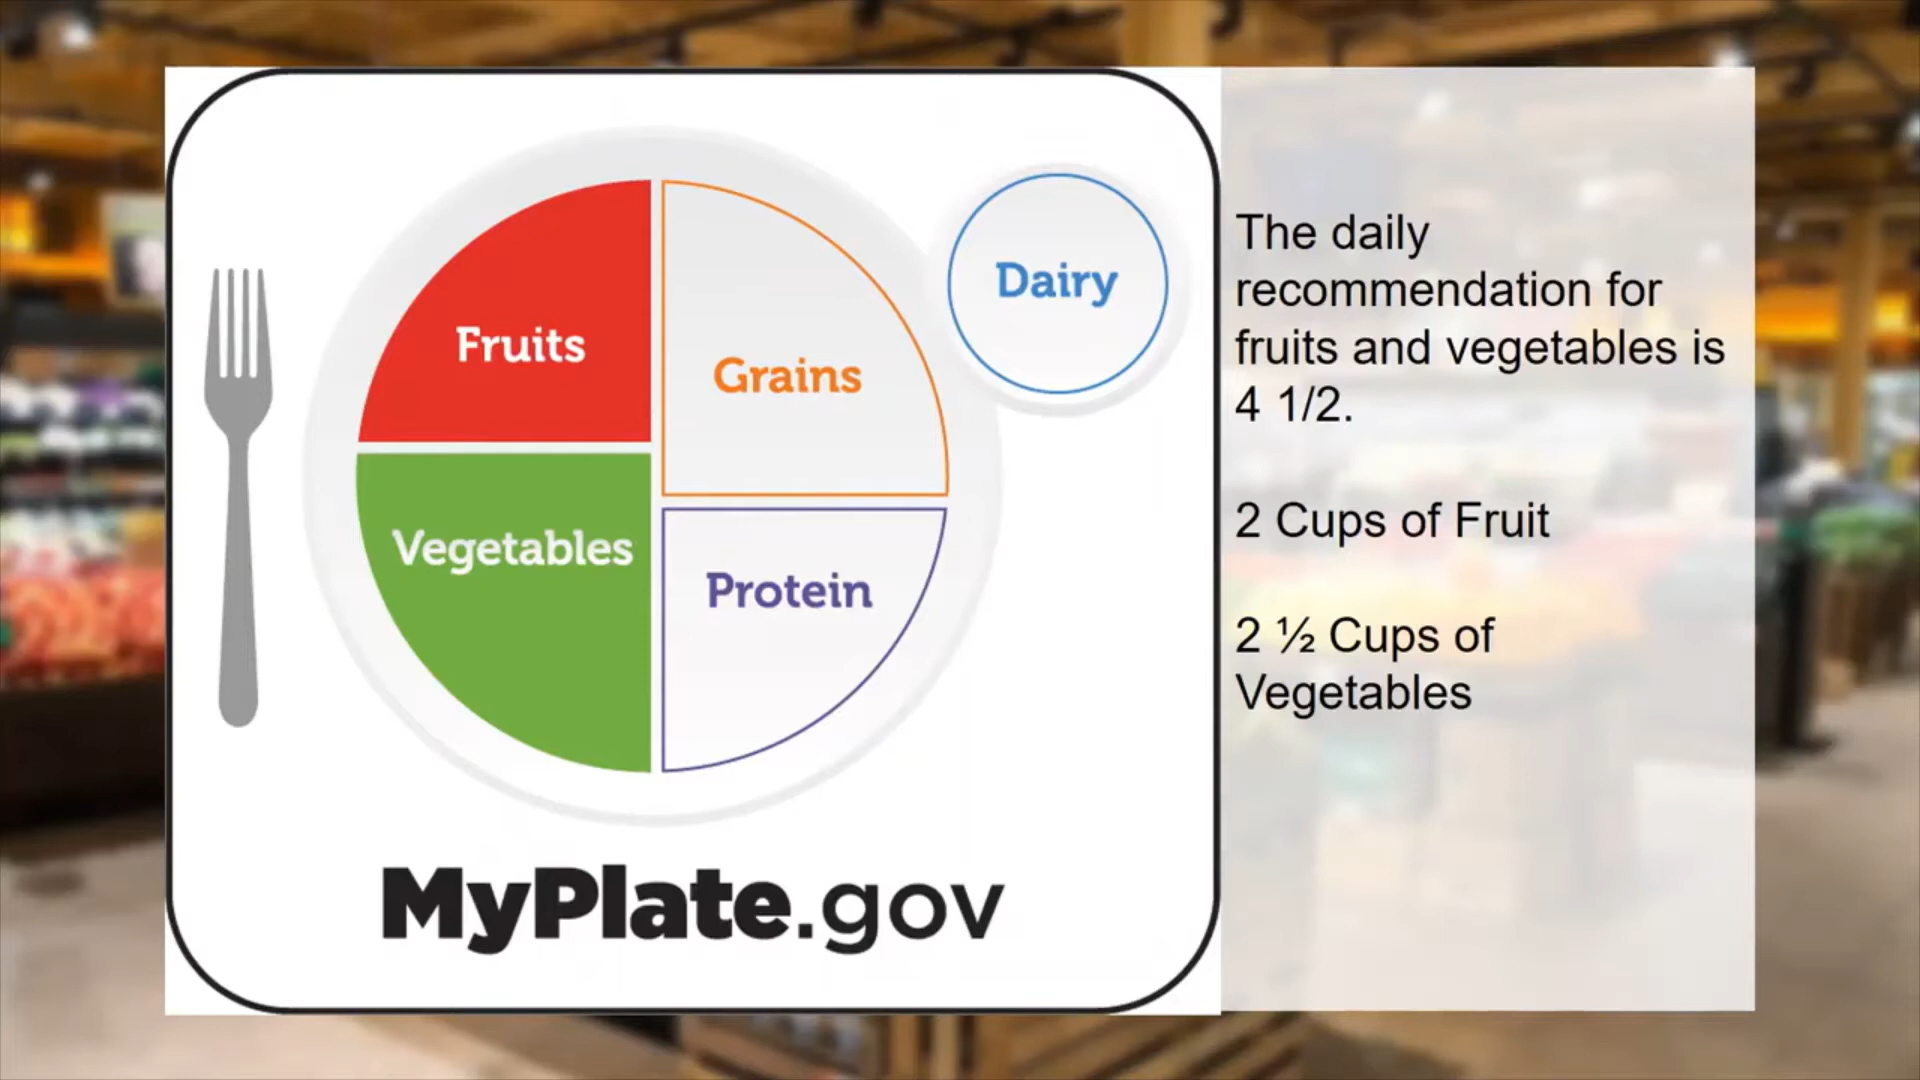 Fruits
Grains
Dairy
Vegetables
Protein
MyPlate.gov
The daily
recommendation for
fruits and vegetables is
4 1/2.
2 Cups of Fruit
2 ½ Cups of
Vegetables